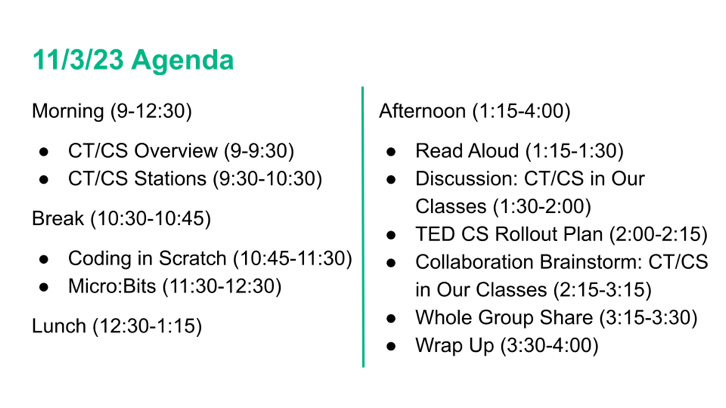 11/3/23 Agenda
Morning (9-12:30)
● CT/CS Overview (9-9:30)
● CT/CS Stations (9:30-10:30)
Break (10:30-10:45)
● Coding in Scratch (10:45-11:30)
● Micro:Bits (11:30-12:30)
Lunch (12:30-1:15)
Afternoon (1:15-4:00)
● Read Aloud (1:15-1:30)
● Discussion: CT/CS in Our
Classes (1:30-2:00)
● TED CS Rollout Plan (2:00-2:15)
● Collaboration Brainstorm: CT/CS
in Our Classes (2:15-3:15)
● Whole Group Share (3:15-3:30)
● Wrap Up (3:30-4:00)